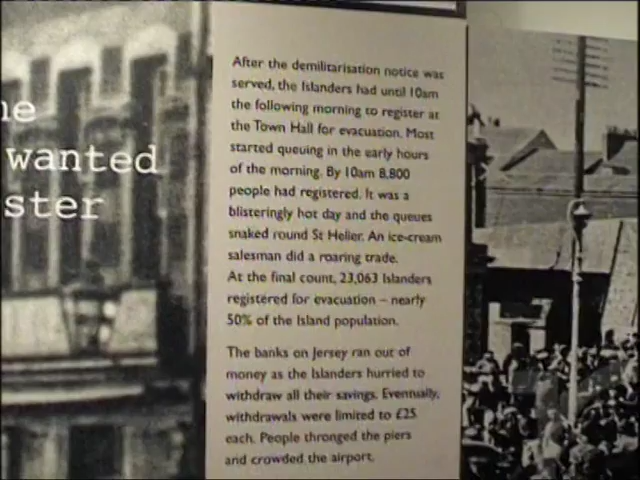 ne
wanted
ster
After the demilitarisation notice was
served, the Islanders had until 10am
the following morning to register at
the Town Hall for evacuation. Most
started queuing in the early hours
of the morning. By 10am 8,800
people had registered. It was a
blisteringly hot day and the queues
snaked round St Helier. An ice-cream
salesman did a roaring trade.
At the final count, 23,063 Islanders
registered for evacuation – nearly
50% of the Island population.
The banks on Jersey ran out of
money as the Islanders hurried to
withdraw all their savings. Eventually,
withdrawals were limited to £25
each. People thronged the piers
and crowded the airport.